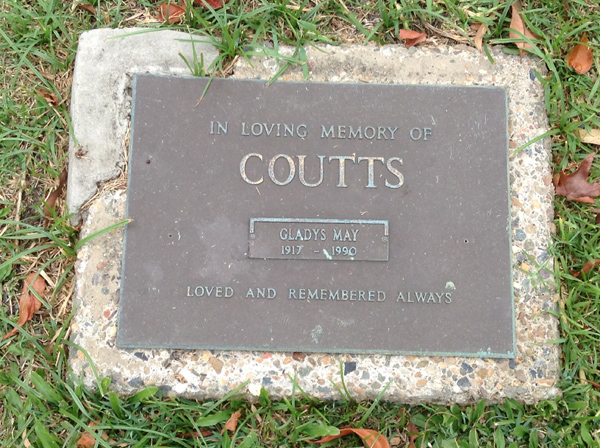 IN LOVING MEMORY OF
COUTTS
GLADYS MAY
1917 - 1990
LOVED AND REMEMBERED ALWAYS